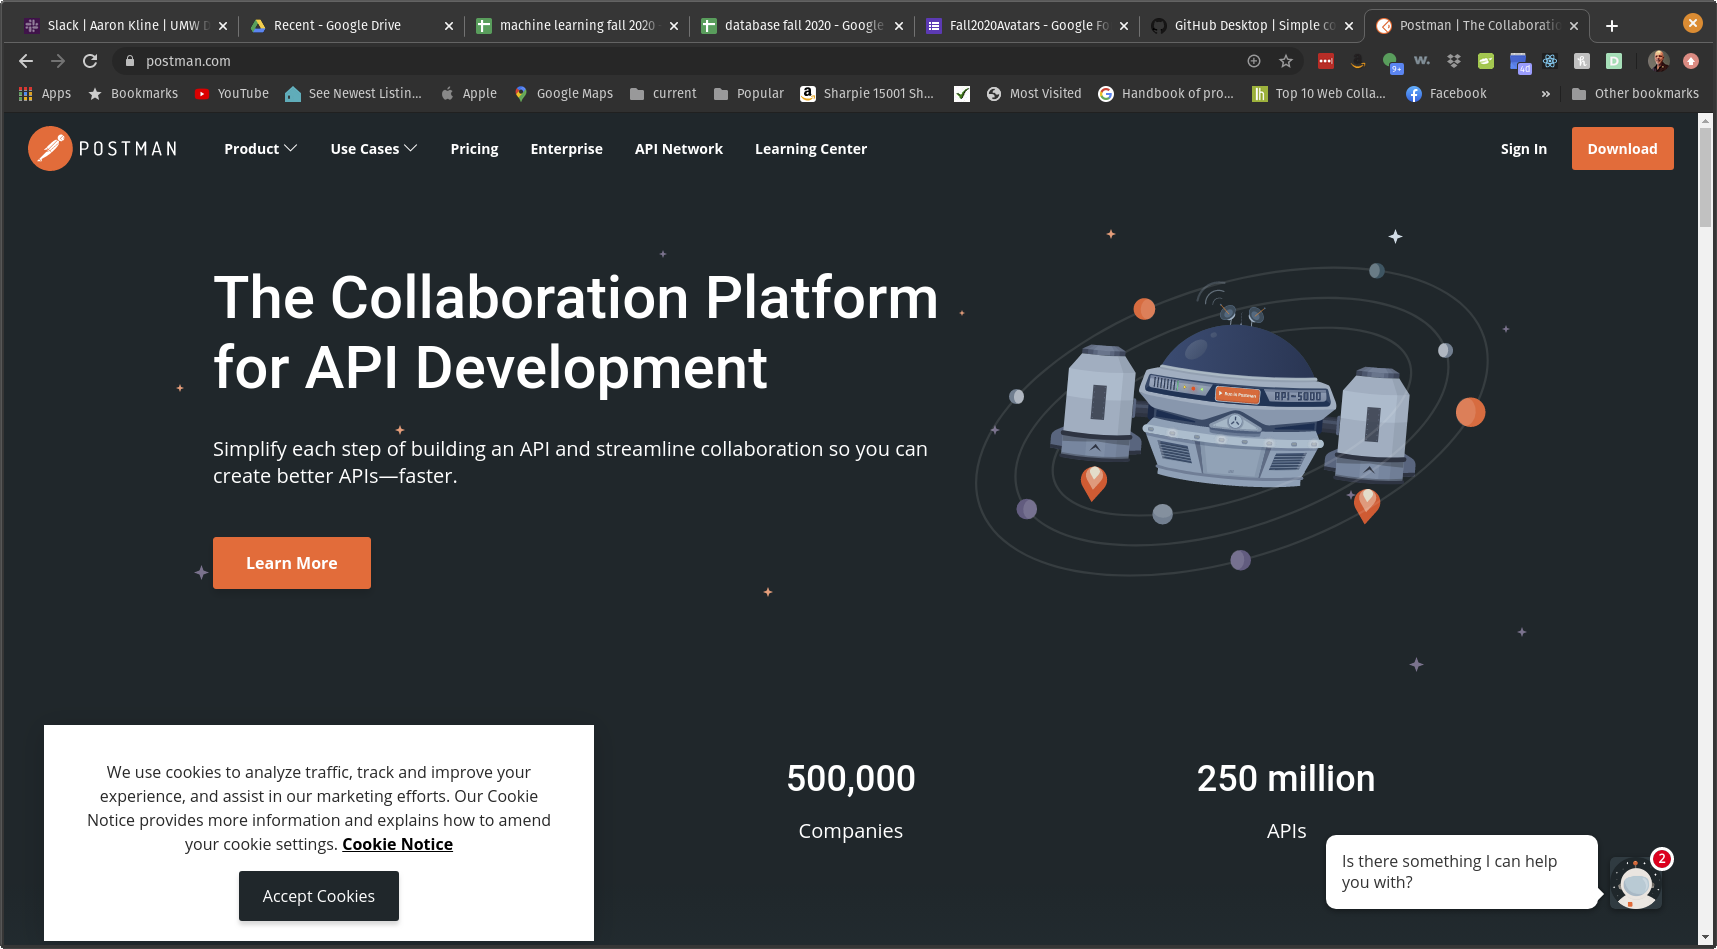 Slack | Aaron Kline | UMW D
Recent - Google Drive
machine learning fall 2020 -
database fall 2020 - Google
Fall2020Avatars - Google Fo
GitHub Desktop | Simple co
Postman | The Collaboratio
postman.com
9+
w.
4d
D
Apps
Bookmarks
YouTube
See Newest Listin...
Apple
Google Maps
current
Popular
Sharpie 15001 Sh...
Most Visited
Handbook of pro...
Top 10 Web Colla...
Facebook
»
Other bookmarks
POSTMAN
Product
Use Cases
Pricing
Enterprise
API Network
Learning Center
Sign In
Download
The Collaboration Platform
for API Development
Run in Postman
API-5000
Simplify each step of building an API and streamline collaboration so you can
create better APIs—faster.
Learn More
We use cookies to analyze traffic, track and improve your
experience, and assist in our marketing efforts. Our Cookie
Notice provides more information and explains how to amend
your cookie settings. Cookie Notice
Accept Cookies
500,000
Companies
250 million
APIs
Is there something I can help
you with?
2